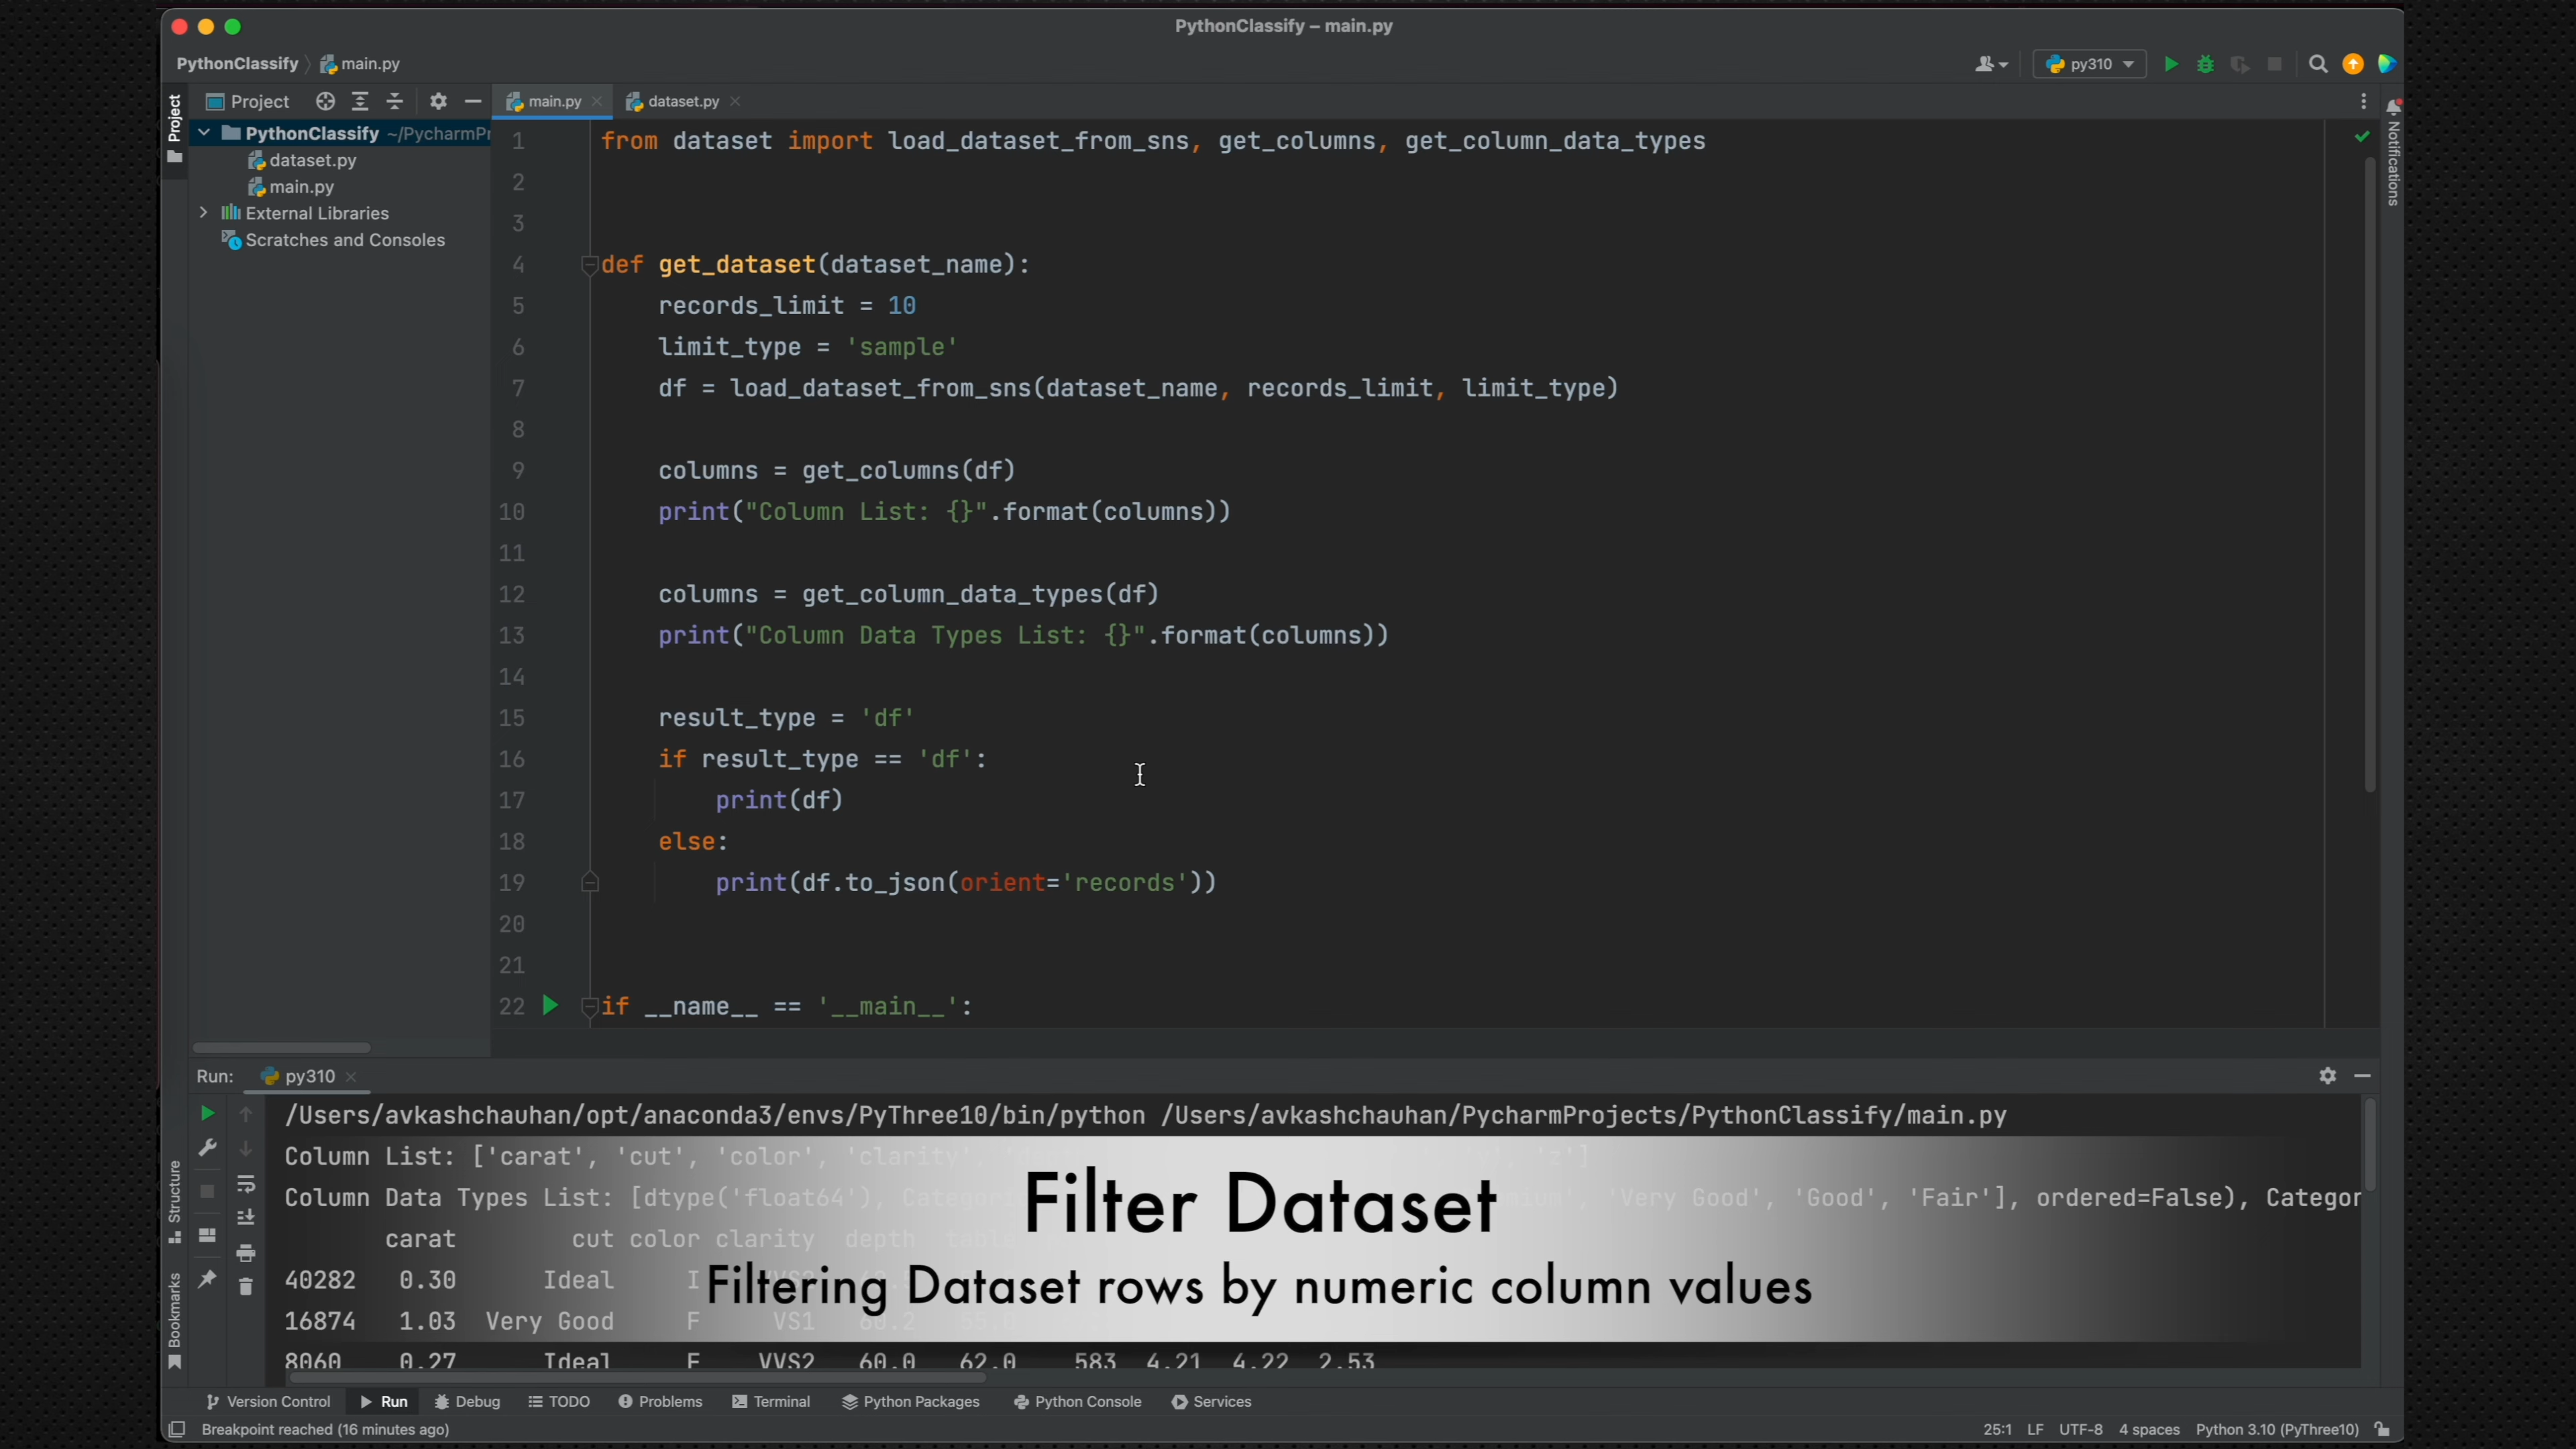 PythonClassify – main.py
PythonClassify main.py
py310
Project
Project
main.py
dataset.py
Notifications
PythonClassify ~/PycharmPr
dataset.py
main.py
External Libraries
Scratches and Consoles
1 from dataset import load_dataset_from_sns, get_columns, get_column_data_types
2
3
4 def get_dataset(dataset_name):
5 records_limit = 10
6 limit_type = 'sample'
7 df = load_dataset_from_sns(dataset_name, records_limit, limit_type)
8
9 columns = get_columns(df)
10 print("Column List: {}".format(columns))
11
12 columns = get_column_data_types(df)
13 print("Column Data Types List: {}".format(columns))
14
15 result_type = 'df'
16 if result_type == 'df':
17 print(df)
18 else:
19 print(df.to_json(orient='records'))
20
21
22 if __name__ == '__main__':
Run: py310
/Users/avkashchauhan/opt/anaconda3/envs/PyThree10/bin/python /Users/avkashchauhan/PycharmProjects/PythonClassify/main.py
Column List: ['carat', 'cut', 'color', 'clarity', 'z']
Column Data Types List: [dtype('float64'), 'Very Good', 'Good', 'Fair'], ordered=False), Categor
carat cut color clarity depth
40282 0.30 Ideal I
16874 1.03 Very Good F VS1 60.2
8060 0.27 Ideal F VVS2 60.0 62.0 583 4.21 4.22 2.53
Filter Dataset
Filtering Dataset rows by numeric column values
Structure
Bookmarks
Version Control Run Debug TODO Problems Terminal Python Packages Python Console Services
Breakpoint reached (16 minutes ago)
25:1 LF UTF-8 4 spaces Python 3.10 (PyThree10)